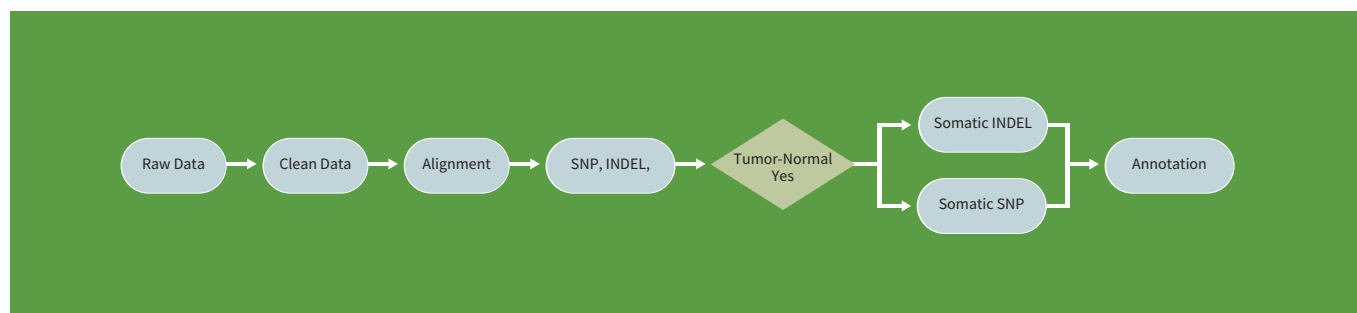 Raw Data
Clean Data
Alignment
SNP, INDEL,
Tumor-Normal
Yes
Somatic INDEL
Somatic SNP
Annotation